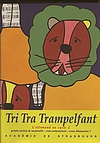 Tri Tra Trampelfant
L'allemand au cycle 2
ACADÉMIE DE STRASBOURG